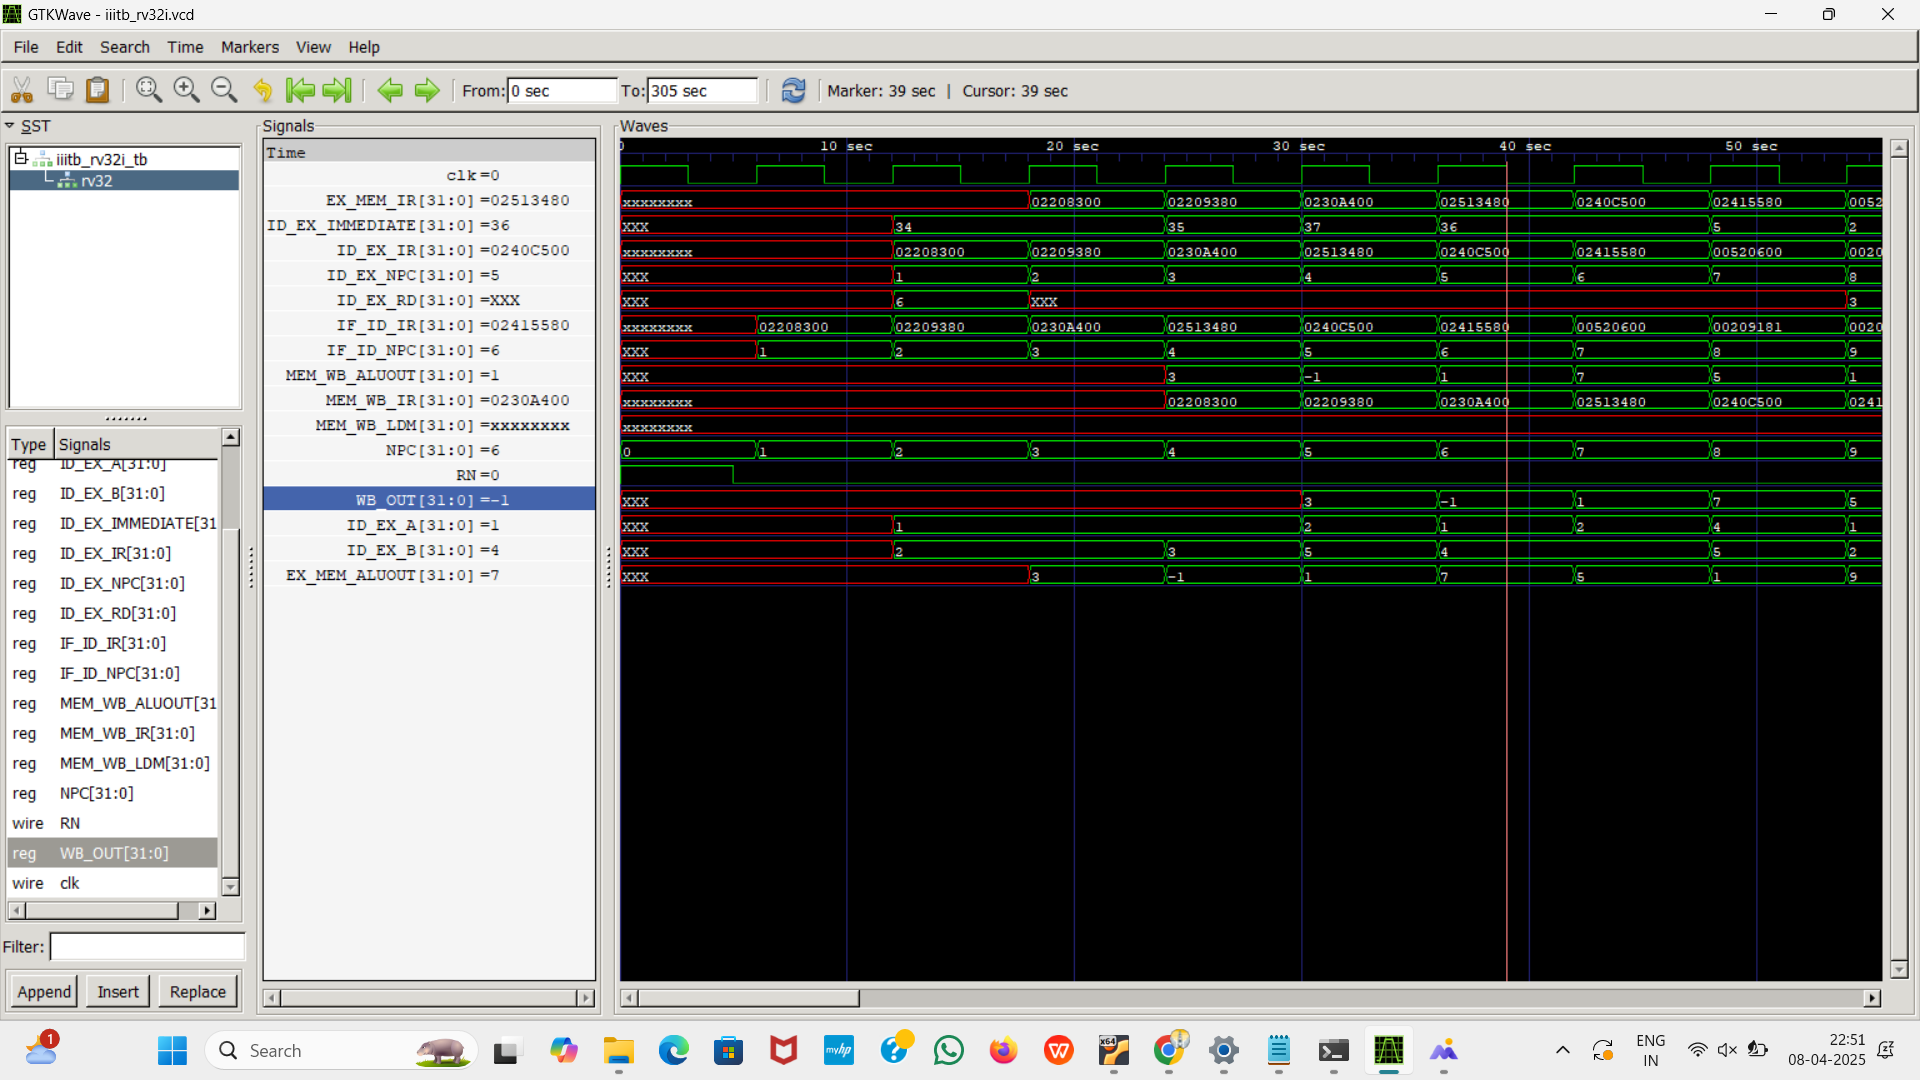 GTKWave - iiitb_rv32i.vcd
File Edit Search Time Markers View Help
From: 0 sec To: 305 sec Marker: 39 sec | Cursor: 39 sec
SST
iiitb_rv32i_tb
rv32
Type Signals
reg ID_EX_A[31:0]
reg ID_EX_B[31:0]
reg ID_EX_IMMEDIATE[31
reg ID_EX_IR[31:0]
reg ID_EX_NPC[31:0]
reg ID_EX_RD[31:0]
reg IF_ID_IR[31:0]
reg IF_ID_NPC[31:0]
reg MEM_WB_ALUOUT[31
reg MEM_WB_IR[31:0]
reg MEM_WB_LDM[31:0]
reg NPC[31:0]
wire RN
reg WB_OUT[31:0]
wire clk
Filter:
Append Insert Replace
Signals
Time
clk=0
EX_MEM_IR[31:0]=02513480
ID_EX_IMMEDIATE[31:0]=36
ID_EX_IR[31:0]=0240C500
ID_EX_NPC[31:0]=5
ID_EX_RD[31:0]=XXX
IF_ID_IR[31:0]=02415580
IF_ID_NPC[31:0]=6
MEM_WB_ALUOUT[31:0]=1
MEM_WB_IR[31:0]=0230A400
MEM_WB_LDM[31:0]=xxxxxxxx
NPC[31:0]=6
RN=0
WB_OUT[31:0]=-1
ID_EX_A[31:0]=1
ID_EX_B[31:0]=4
EX_MEM_ALUOUT[31:0]=7
Waves
0 10 sec 20 sec 30 sec 40 sec 50 sec
xxxxxxxx 02208300 02209380 0230A400 02513480 0240C500 02415580 0052
XXX 34 35 37 36 5 2
xxxxxxxx 02208300 02209380 0230A400 02513480 0240C500 02415580 00520600 0020
XXX 1 2 3 4 5 6 7 8
XXX 6 XXX 3
xxxxxxxx 02208300 02209380 0230A400 02513480 0240C500 02415580 00520600 00209181 0020
XXX 1 2 3 4 5 6 7 8 9
XXX 3 -1 1 7 5 1
xxxxxxxx 02208300 02209380 0230A400 02513480 0240C500 0241
xxxxxxxx
0 1 2 3 4 5 6 7 8 9
XXX 3 -1 1 7 5
XXX 1 2 1 2 4 1
XXX 2 3 5 4 5 2
XXX 3 -1 1 7 5 1 9
1
Search
myhp
x64
ENG
IN
22:51
08-04-2025